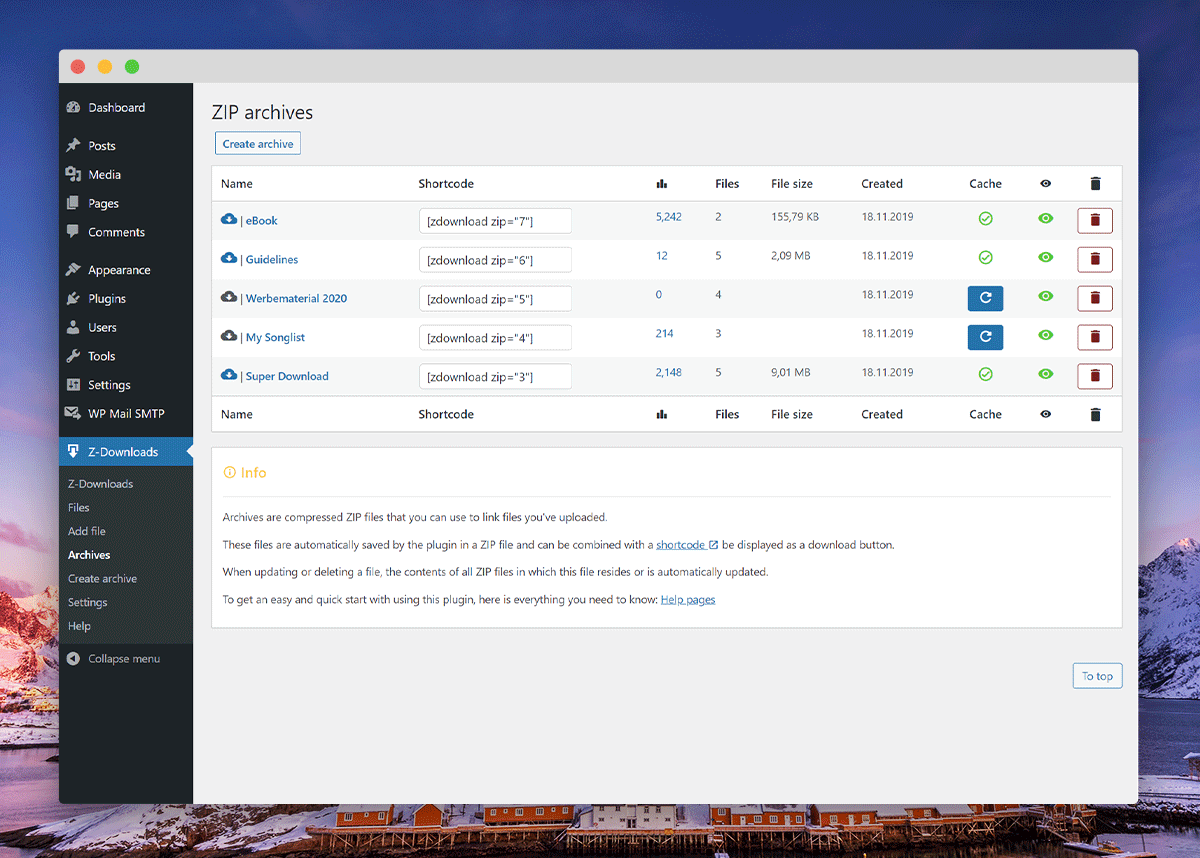 Dashboard
Posts
Media
Pages
Comments
Appearance
Plugins
Users
Tools
Settings
WP Mail SMTP
Z-Downloads
Z-Downloads
Files
Add file
Archives
Create archive
Settings
Help
Collapse menu
ZIP archives
Create archive
Name Shortcode Files File size Created Cache
| eBook [zdownload zip="7"] 5,242 2 155,79 KB 18.11.2019
| Guidelines [zdownload zip="6"] 12 5 2,09 MB 18.11.2019
| Werbematerial 2020 [zdownload zip="5"] 0 4 18.11.2019
| My Songlist [zdownload zip="4"] 214 3 18.11.2019
| Super Download [zdownload zip="3"] 2,148 5 9,01 MB 18.11.2019
Name Shortcode Files File size Created Cache
Info
Archives are compressed ZIP files that you can use to link files you've uploaded.
These files are automatically saved by the plugin in a ZIP file and can be combined with a shortcode be displayed as a download button.
When updating or deleting a file, the contents of all ZIP files in which this file resides or is automatically updated.
To get an easy and quick start with using this plugin, here is everything you need to know: Help pages
To top